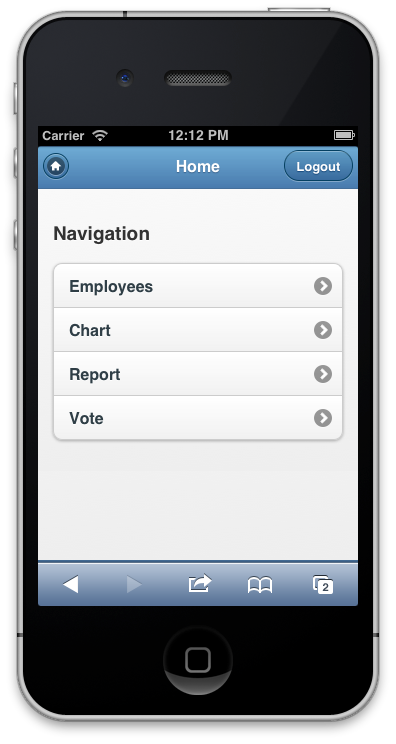 Carrier 12:12 PM
Home Logout
Navigation
Employees
Chart
Report
Vote
2